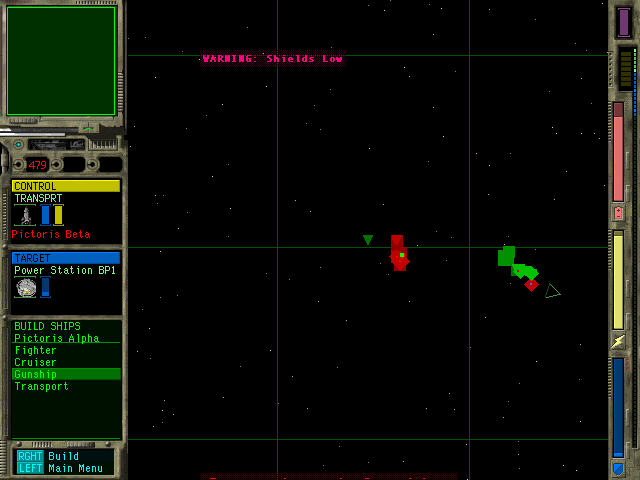 WARNING: Shields Low
479
CONTROL
TRANSPRT
Pictoris Beta
TARGET
Power Station BP1
BUILD SHIPS
Pictoris Alpha
Fighter
Cruiser
Gunship
Transport
RGHT Build
LEFT Main Menu